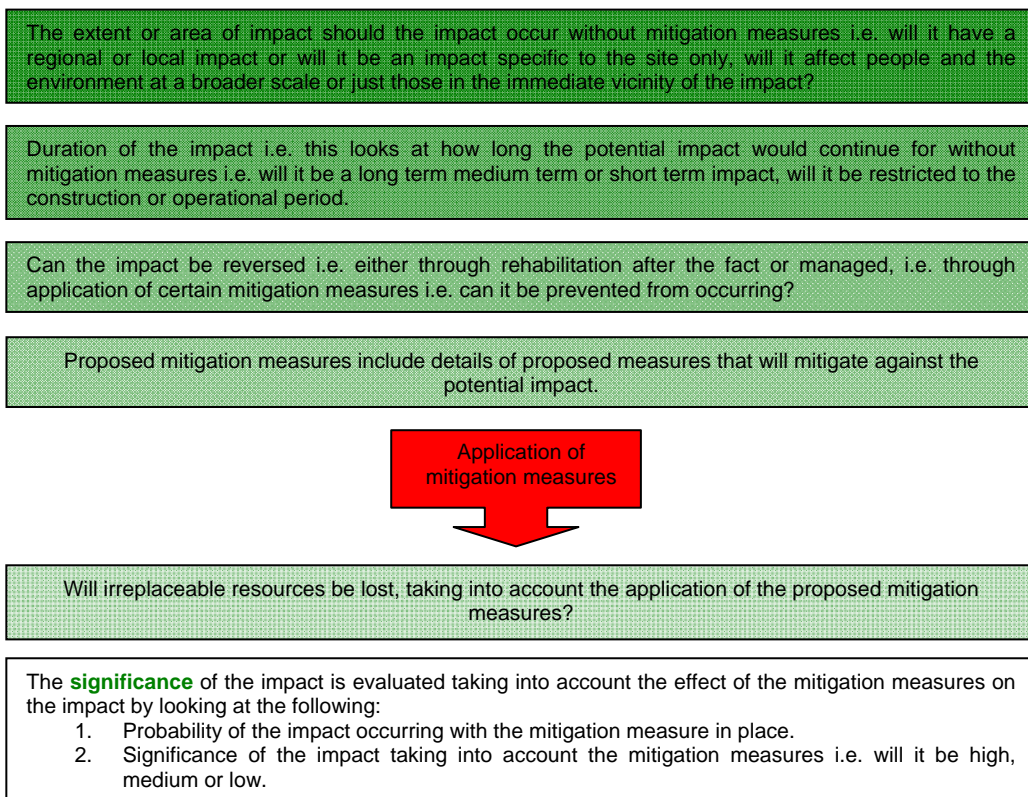 The extent or area of impact should the impact occur without mitigation measures i.e. will it have a
regional or local impact or will it be an impact specific to the site only, will it affect people and the
environment at a broader scale or just those in the immediate vicinity of the impact?
Duration of the impact i.e. this looks at how long the potential impact would continue for without
mitigation measures i.e. will it be a long term medium term or short term impact, will it be restricted to the
construction or operational period.
Can the impact be reversed i.e. either through rehabilitation after the fact or managed, i.e. through
application of certain mitigation measures i.e. can it be prevented from occurring?
Proposed mitigation measures include details of proposed measures that will mitigate against the
potential impact.
Application of
mitigation measures
Will irreplaceable resources be lost, taking into account the application of the proposed mitigation
measures?
The significance of the impact is evaluated taking into account the effect of the mitigation measures on
the impact by looking at the following:
1. Probability of the impact occurring with the mitigation measure in place.
2. Significance of the impact taking into account the mitigation measures i.e. will it be high,
medium or low.